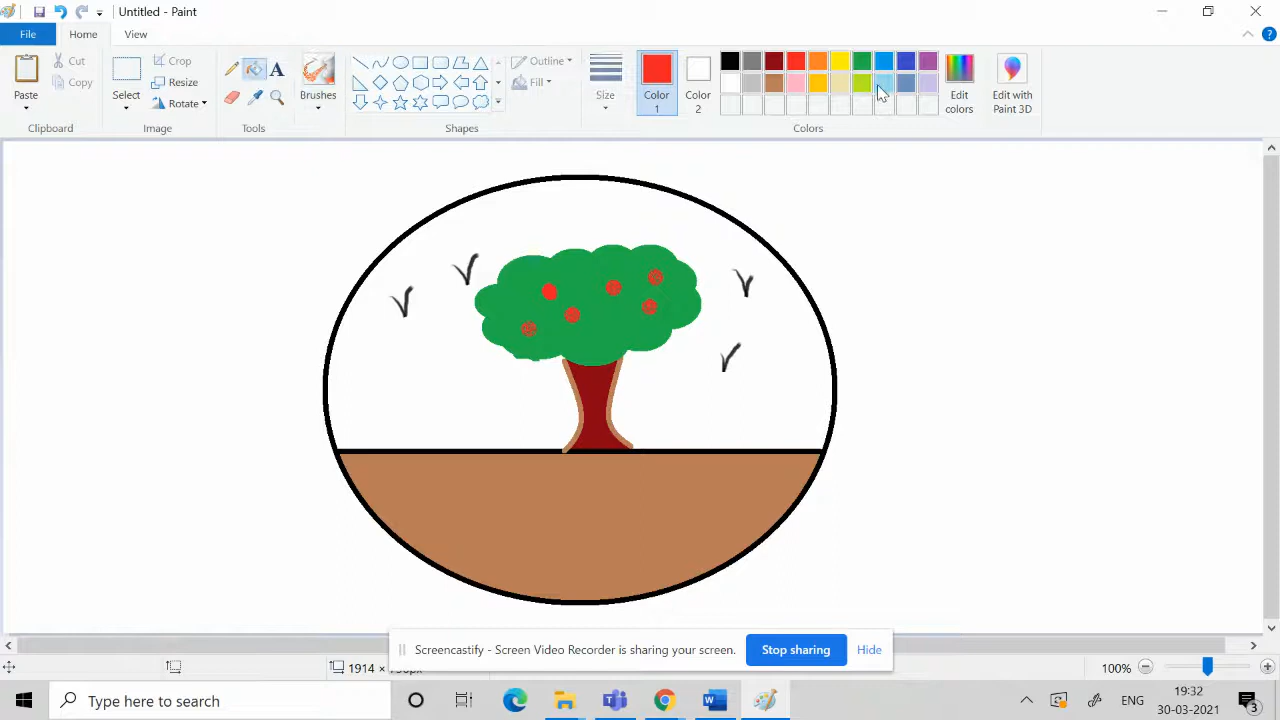 Untitled - Paint
File
Home
View
Paste
Cut
Copy
Clipboard
Select
Crop
Rotate
Image
A
Tools
Brushes
Outline
Fill
Shapes
Size
Color
1
Color
2
Colors
Edit
colors
Edit with
Paint 3D
Screencastify - Screen Video Recorder is sharing your screen.
Stop sharing
Hide
100%
Type here to search
ENG
19:32
30-03-2021
3